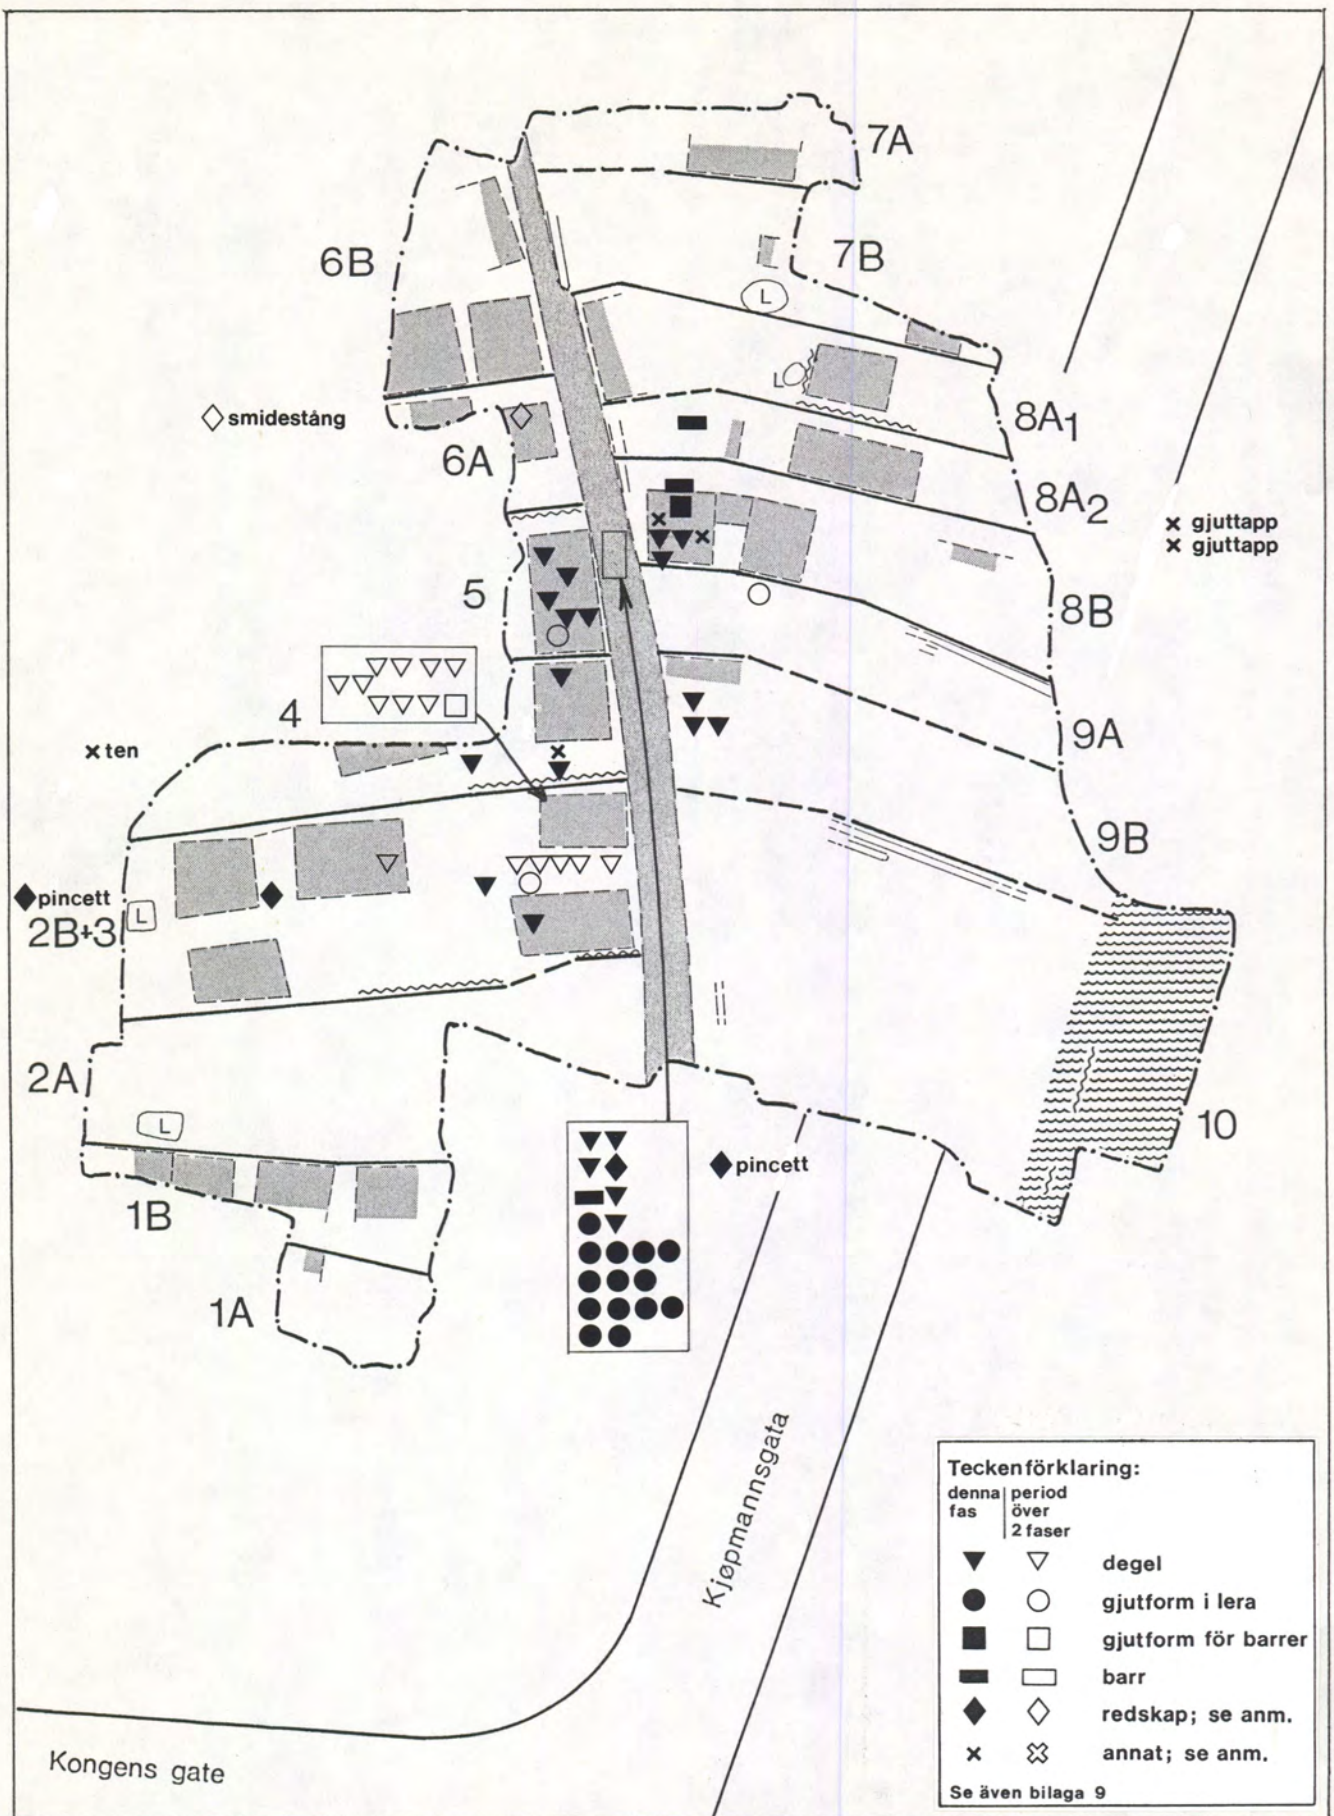 7A
6B
7B
L
L
smidestång
8A1
6A
8A2
gjuttapp
gjuttapp
5
8B
4
9A
ten
9B
pincett
L
2B+3
2A
L
10
pincett
1B
1A
Kjøpmannsgata
Teckenförklaring:
denna period
fas över
2 faser
degel
gjutform i lera
gjutform för barrer
barr
redskap; se anm.
annat; se anm.
Se även bilaga 9
Kongens gate